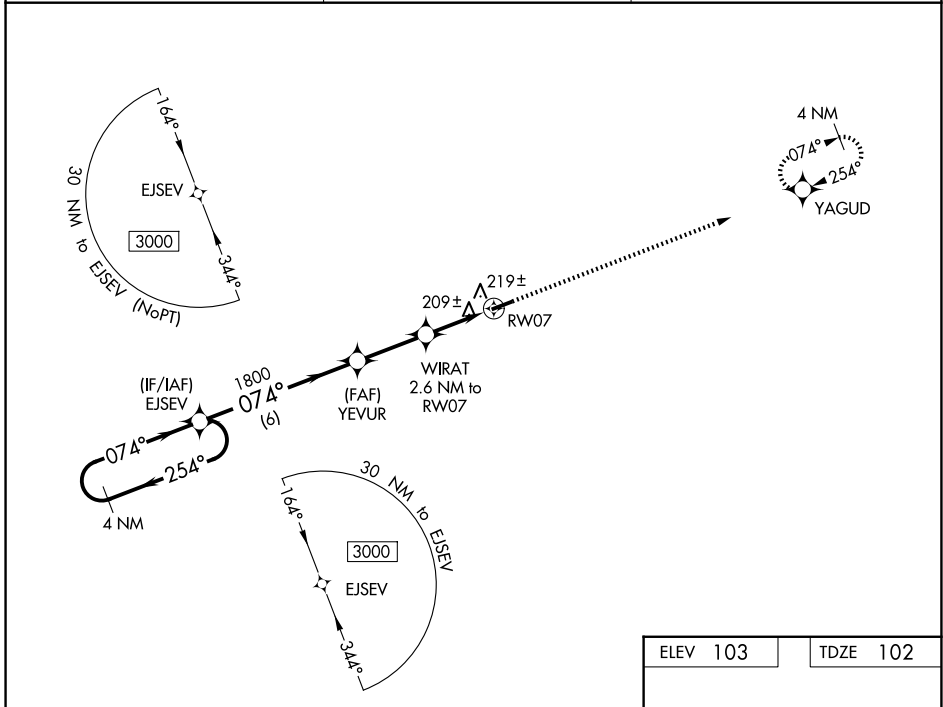 164°
EJSEV
3000
344°
30 NM to EJSEV (NoPT)
4 NM
074°
254°
YAGUD
219±
209±
RW07
WIRAT
2.6 NM to
RW07
(FAF)
YEVUR
(IF/IAF)
EJSEV
1800
074°
(6)
074°
254°
4 NM
30 NM to EJSEV
164°
3000
EJSEV
344°
ELEV 103
TDZE 102